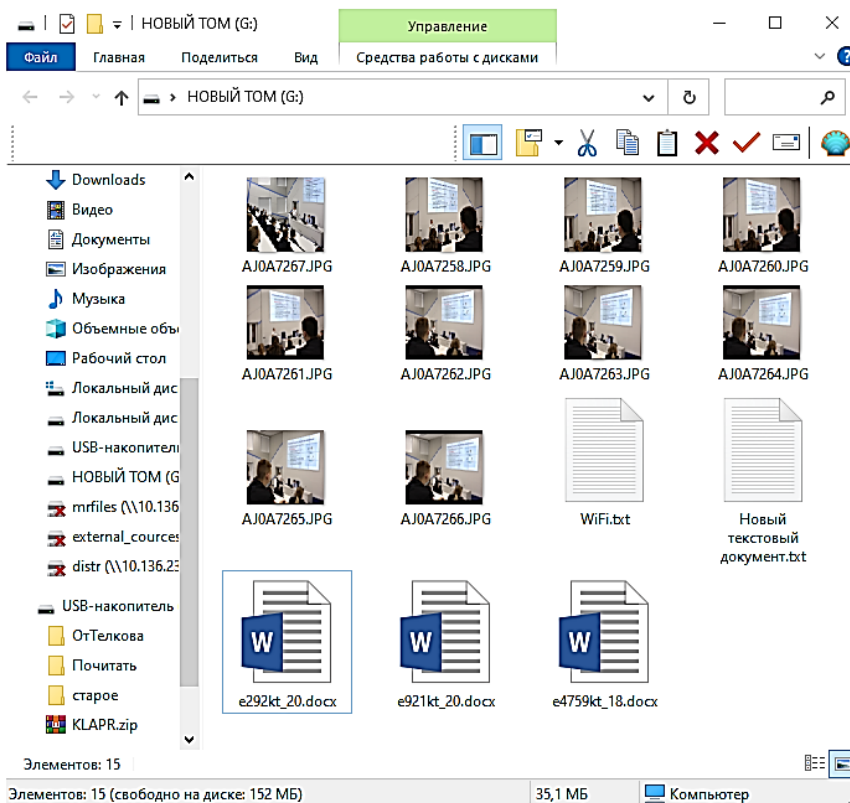 НОВЫЙ ТОМ (G:)
Управление
Файл
Главная
Поделиться
Вид
Средства работы с дисками
?
НОВЫЙ ТОМ (G:)
Downloads
Видео
Документы
Изображения
Музыка
Объемные объ
Рабочий стол
Локальный дис
Локальный дис
USB-накопител
НОВЫЙ ТОМ (G
mrfiles (\\10.136
external_cources
distr (\\10.136.23
USB-накопитель
ОтТелкова
Почитать
старое
KLAPR.zip
AJ0A7267.JPG
AJ0A7258.JPG
AJ0A7259.JPG
AJ0A7260.JPG
AJ0A7261.JPG
AJ0A7262.JPG
AJ0A7263.JPG
AJ0A7264.JPG
AJ0A7265.JPG
AJ0A7266.JPG
WiFi.txt
Новый
текстовый
документ.txt
W
e292kt_20.docx
W
e921kt_20.docx
W
e4759kt_18.docx
Элементов: 15
Элементов: 15 (свободно на диске: 152 МБ)
35,1 МБ
Компьютер